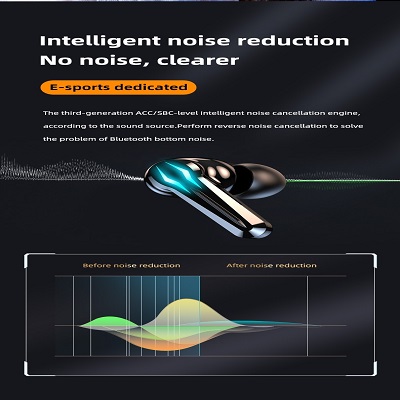 Intelligent noise reduction
No noise, clearer
E-sports dedicated
The third-generation ACC/SBC-level intelligent noise cancellation engine,
according to the sound source.Perform reverse noise cancellation to solve
the problem of Bluetooth bottom noise.
Before noise reduction
After noise reduction